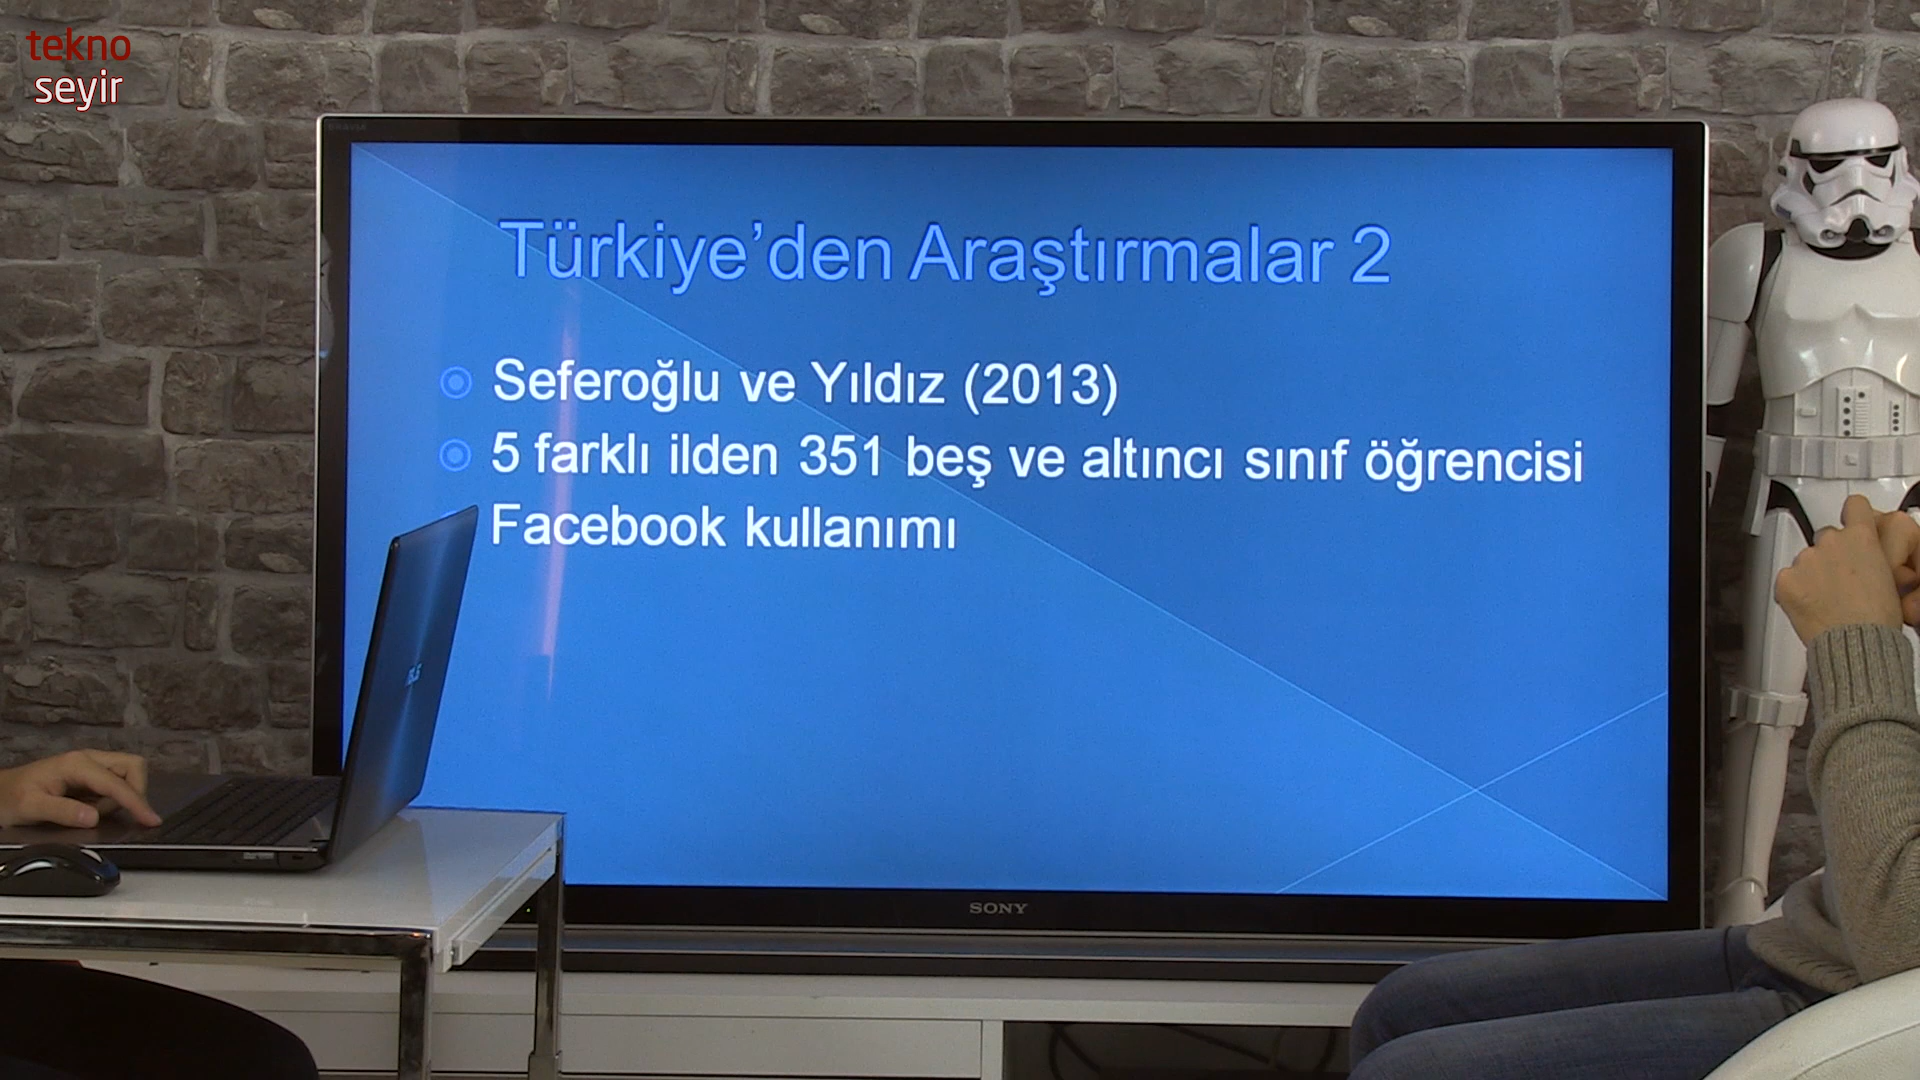 tekno
seyir
Türkiye’den Araştırmalar 2
Seferoğlu ve Yıldız (2013)
5 farklı ilden 351 beş ve altıncı sınıf öğrencisi
Facebook kullanımı
SONY